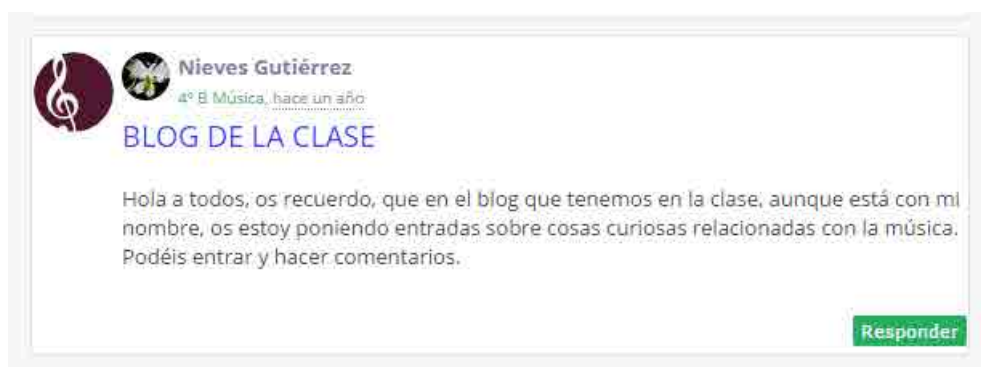 Nieves Gutiérrez
4º B Música, hace un año
BLOG DE LA CLASE
Hola a todos, os recuerdo, que en el blog que tenemos en la clase, aunque está con mi
nombre, os estoy poniendo entradas sobre cosas curiosas relacionadas con la música.
Podéis entrar y hacer comentarios.
Responder